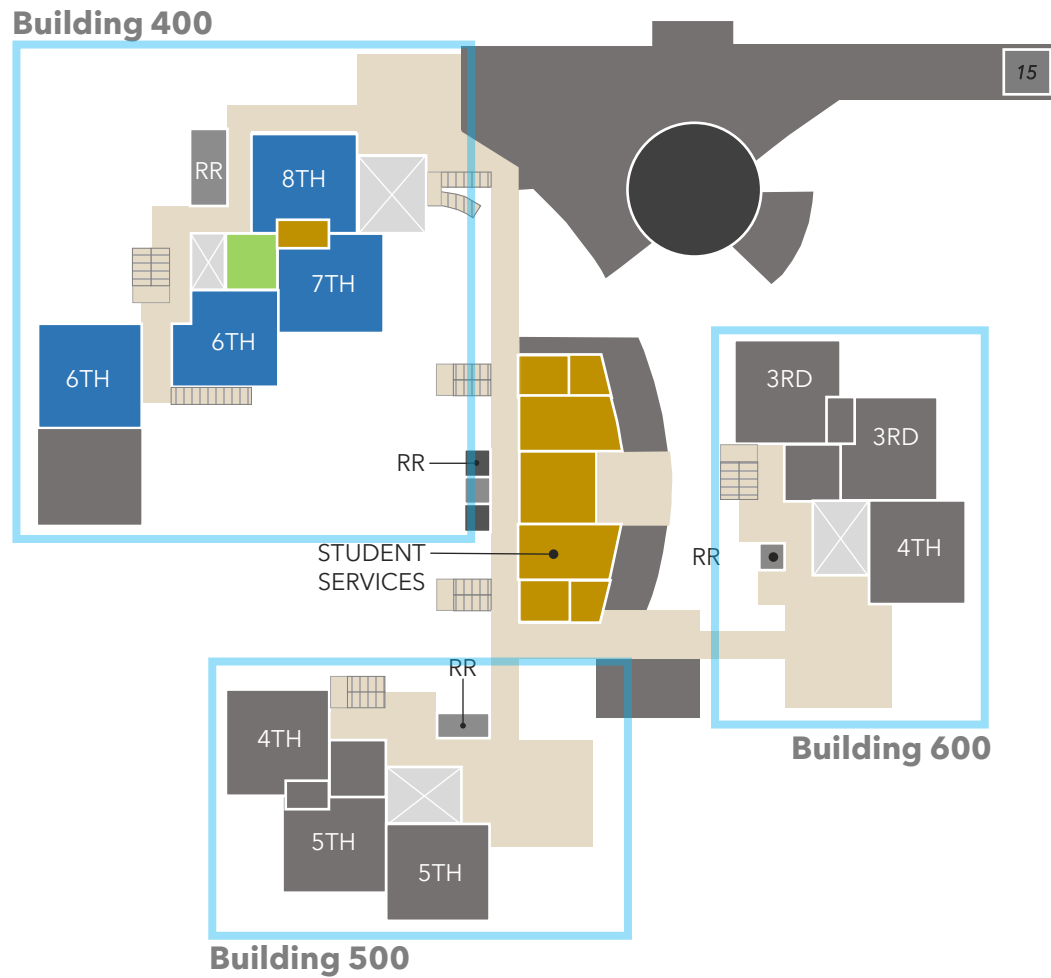 Building 400
15
RR
8TH
7TH
6TH
6TH
3RD
3RD
RR
STUDENT
SERVICES
RR
4TH
RR
4TH
Building 600
5TH
5TH
Building 500